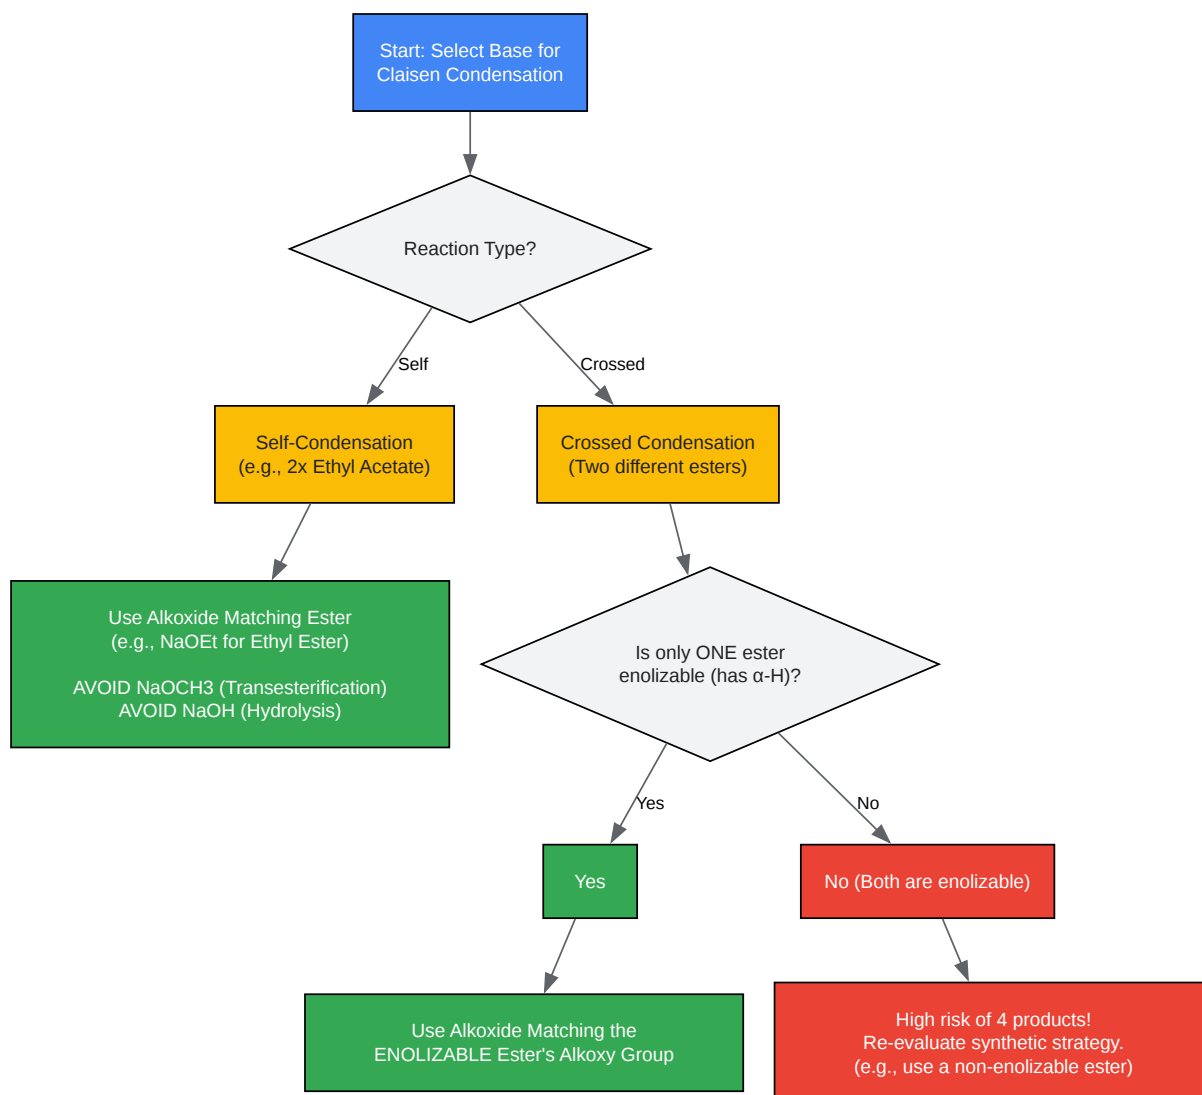 Start: Select Base for
Claisen Condensation
Reaction Type?
Self
Crossed
Self-Condensation
(e.g., 2x Ethyl Acetate)
Crossed Condensation
(Two different esters)
Use Alkoxide Matching Ester
(e.g., NaOEt for Ethyl Ester)
AVOID NaOCH3 (Transesterification)
AVOID NaOH (Hydrolysis)
Is only ONE ester
enolizable (has α-H)?
Yes
No
Yes
No (Both are enolizable)
Use Alkoxide Matching the
ENOLIZABLE Ester's Alkoxy Group
High risk of 4 products!
Re-evaluate synthetic strategy.
(e.g., use a non-enolizable ester)